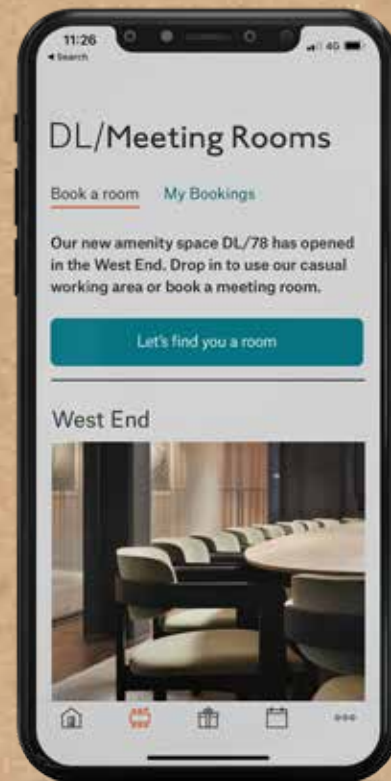 11:26
4G
◂ Search
DL/Meeting Rooms
Book a room My Bookings
Our new amenity space DL/78 has opened
in the West End. Drop in to use our casual
working area or book a meeting room.
Let's find you a room
West End